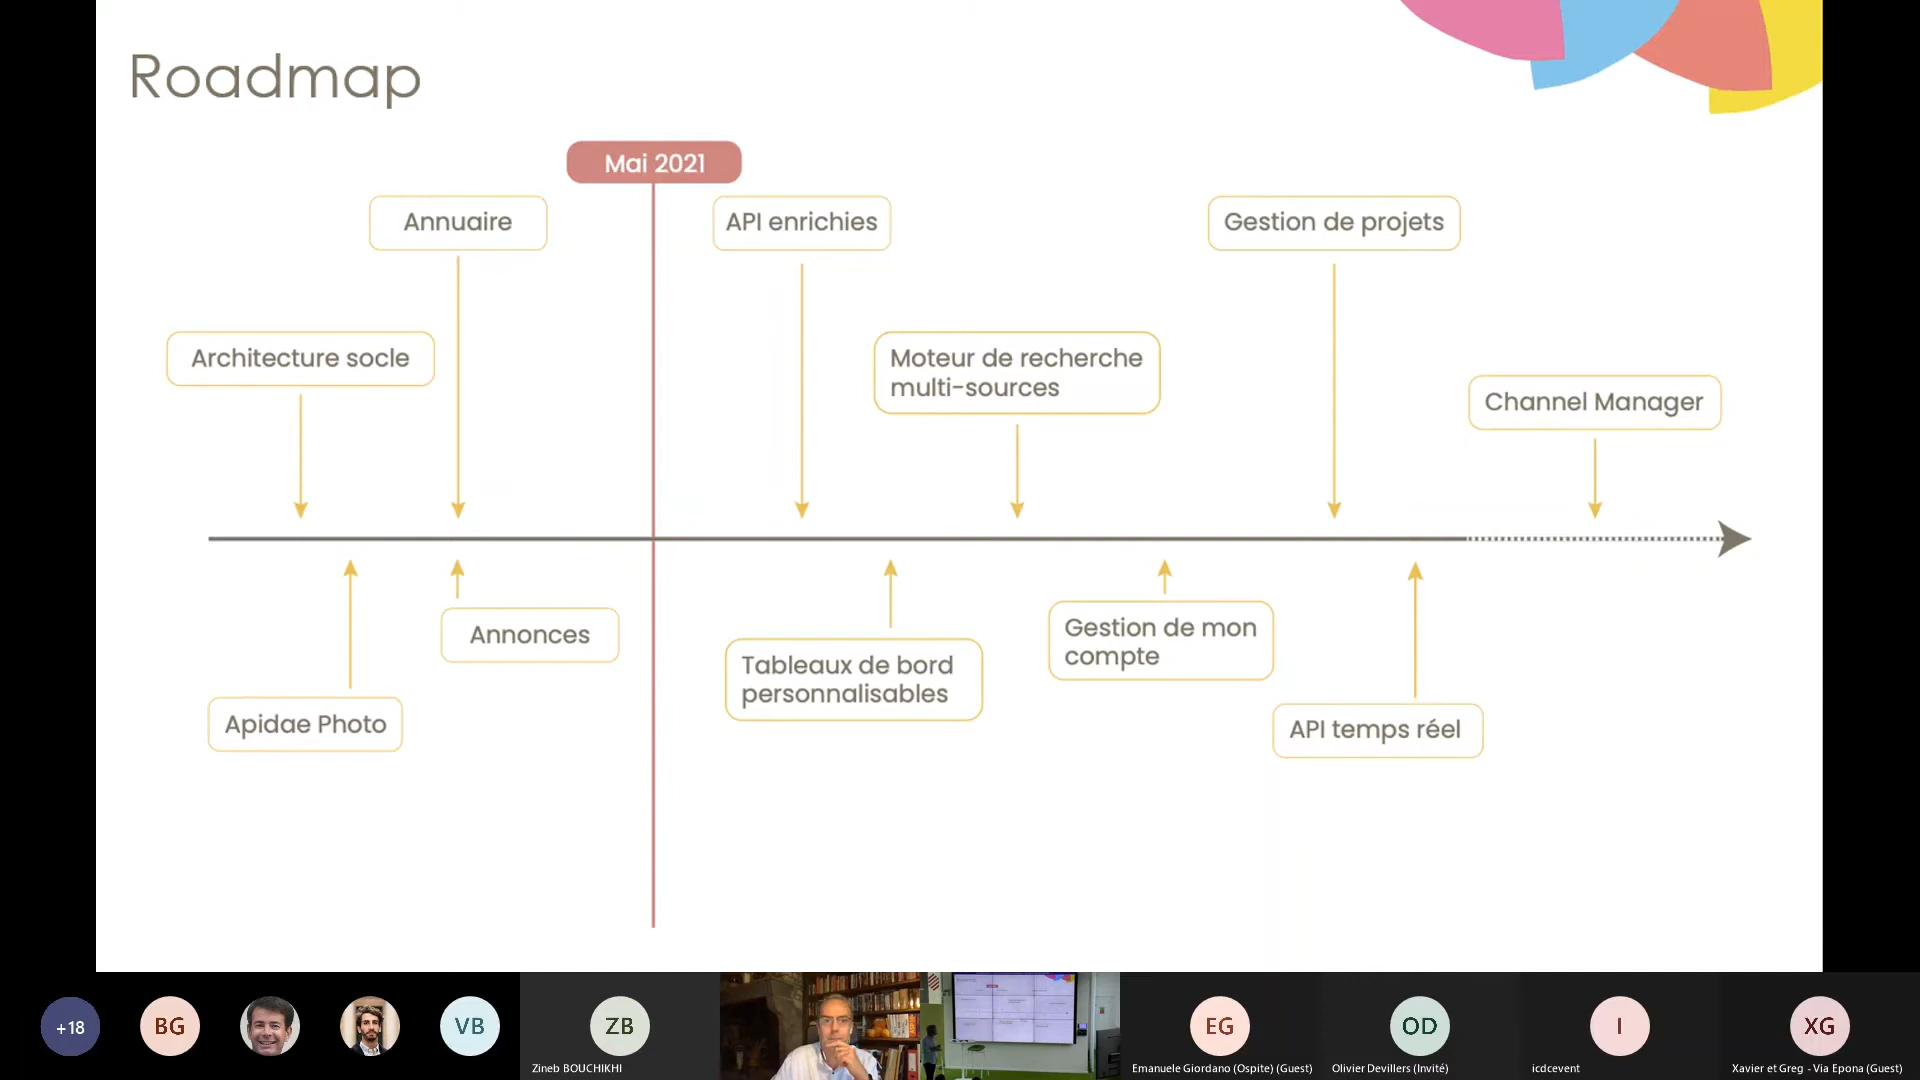 Roadmap
Mai 2021
Annuaire
API enrichies
Gestion de projets
Architecture socle
Moteur de recherche
multi-sources
Channel Manager
Annonces
Gestion de mon
compte
Tableaux de bord
personnalisables
Apidae Photo
API temps réel
+18
BG
VB
ZB
EG
OD
I
XG
Zineb BOUCHIKHI
Emanuele Giordano (Ospite) (Guest)
Olivier Devillers (Invité)
icdcevent
Xavier et Greg - Via Epona (Guest)